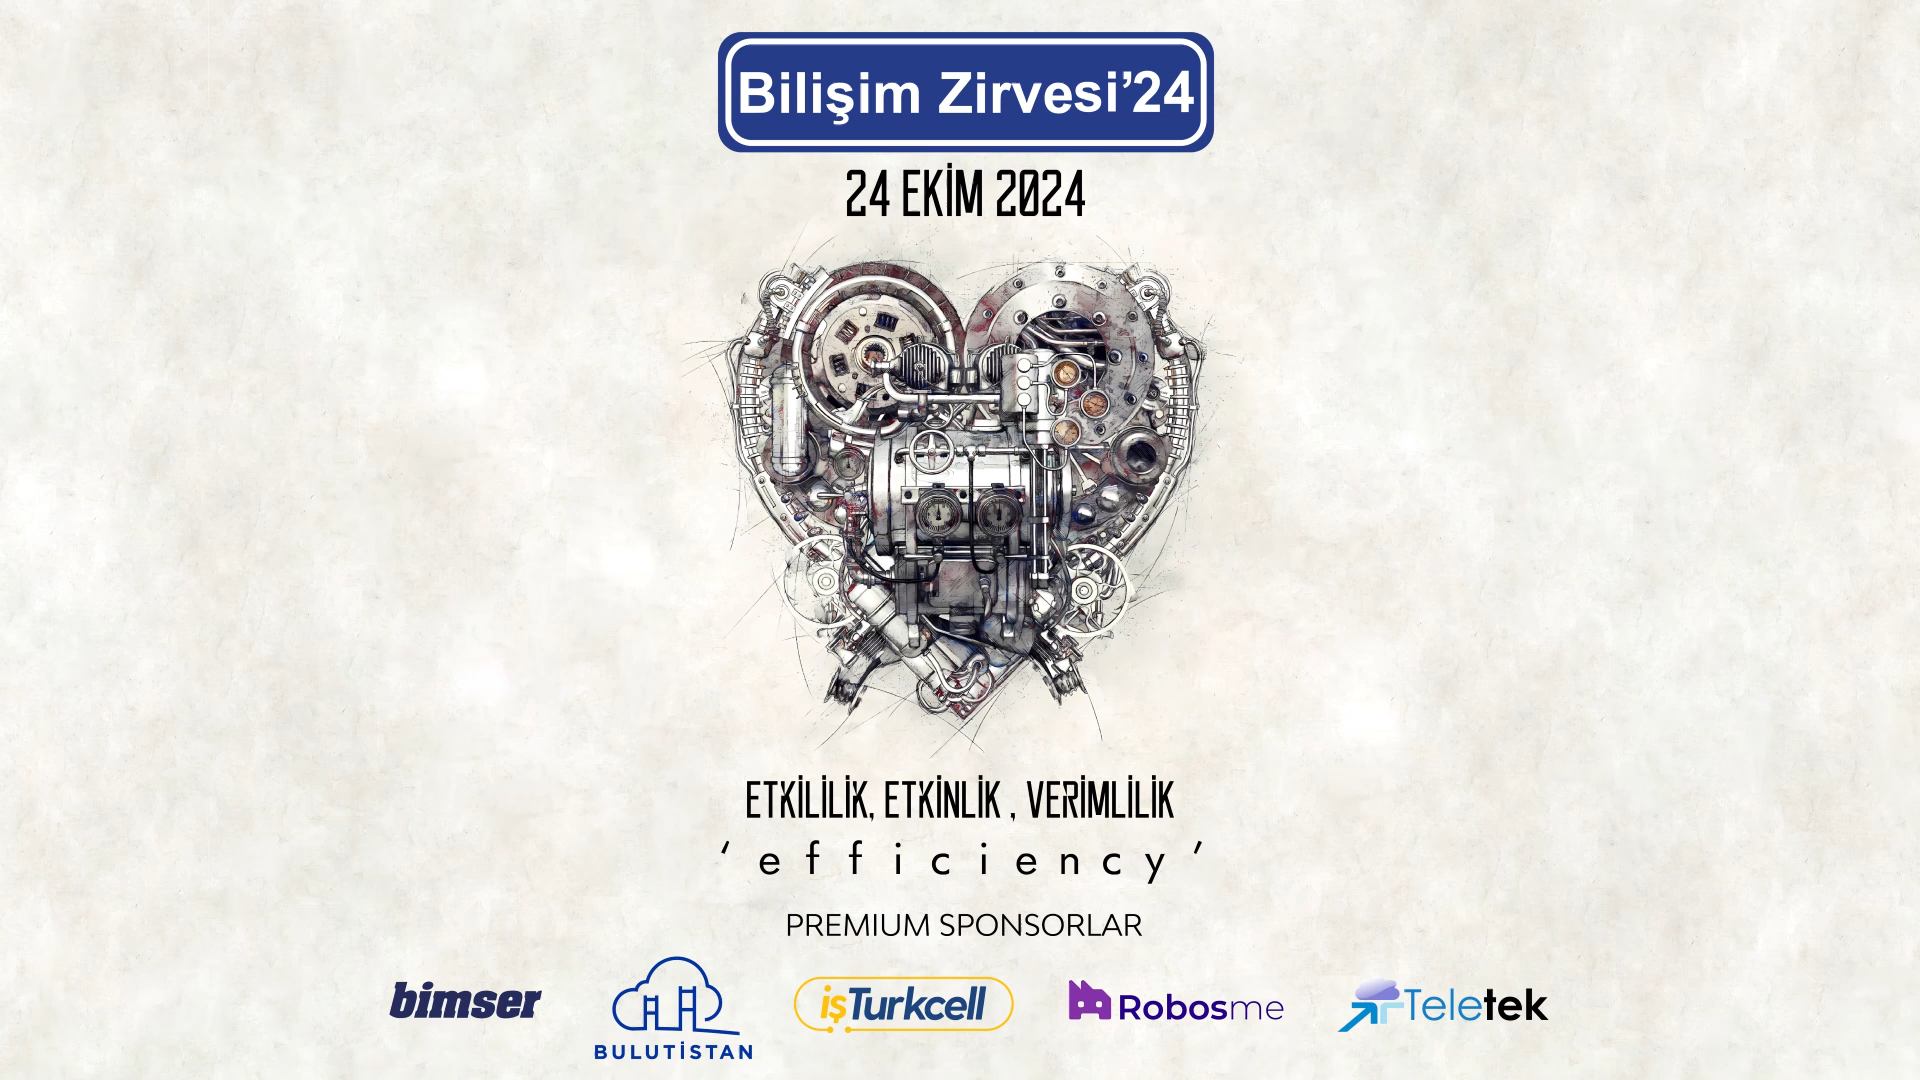 Bilişim Zirvesi’24
24 EKİM 2024
ETKİLİLİK, ETKİNLİK , VERİMLİLİK
‘ e f f i c i e n c y ’
PREMIUM SPONSORLAR
bimser
BULUTİSTAN
işTurkcell
Robosme
Teletek